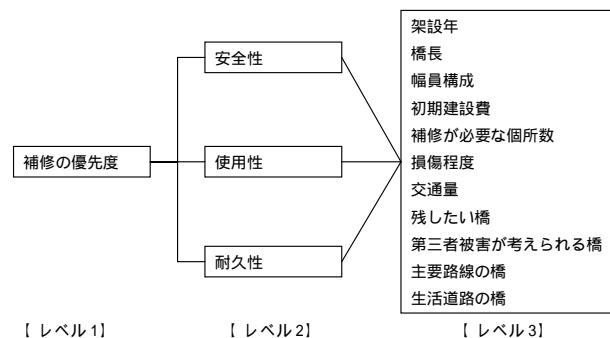 補修の優先度
安全性
使用性
耐久性
架設年
橋長
幅員構成
初期建設費
補修が必要な個所数
損傷程度
交通量
残したい橋
第三者被害が考えられる橋
主要路線の橋
生活道路の橋
【レベル1】 【レベル2】 【レベル3】